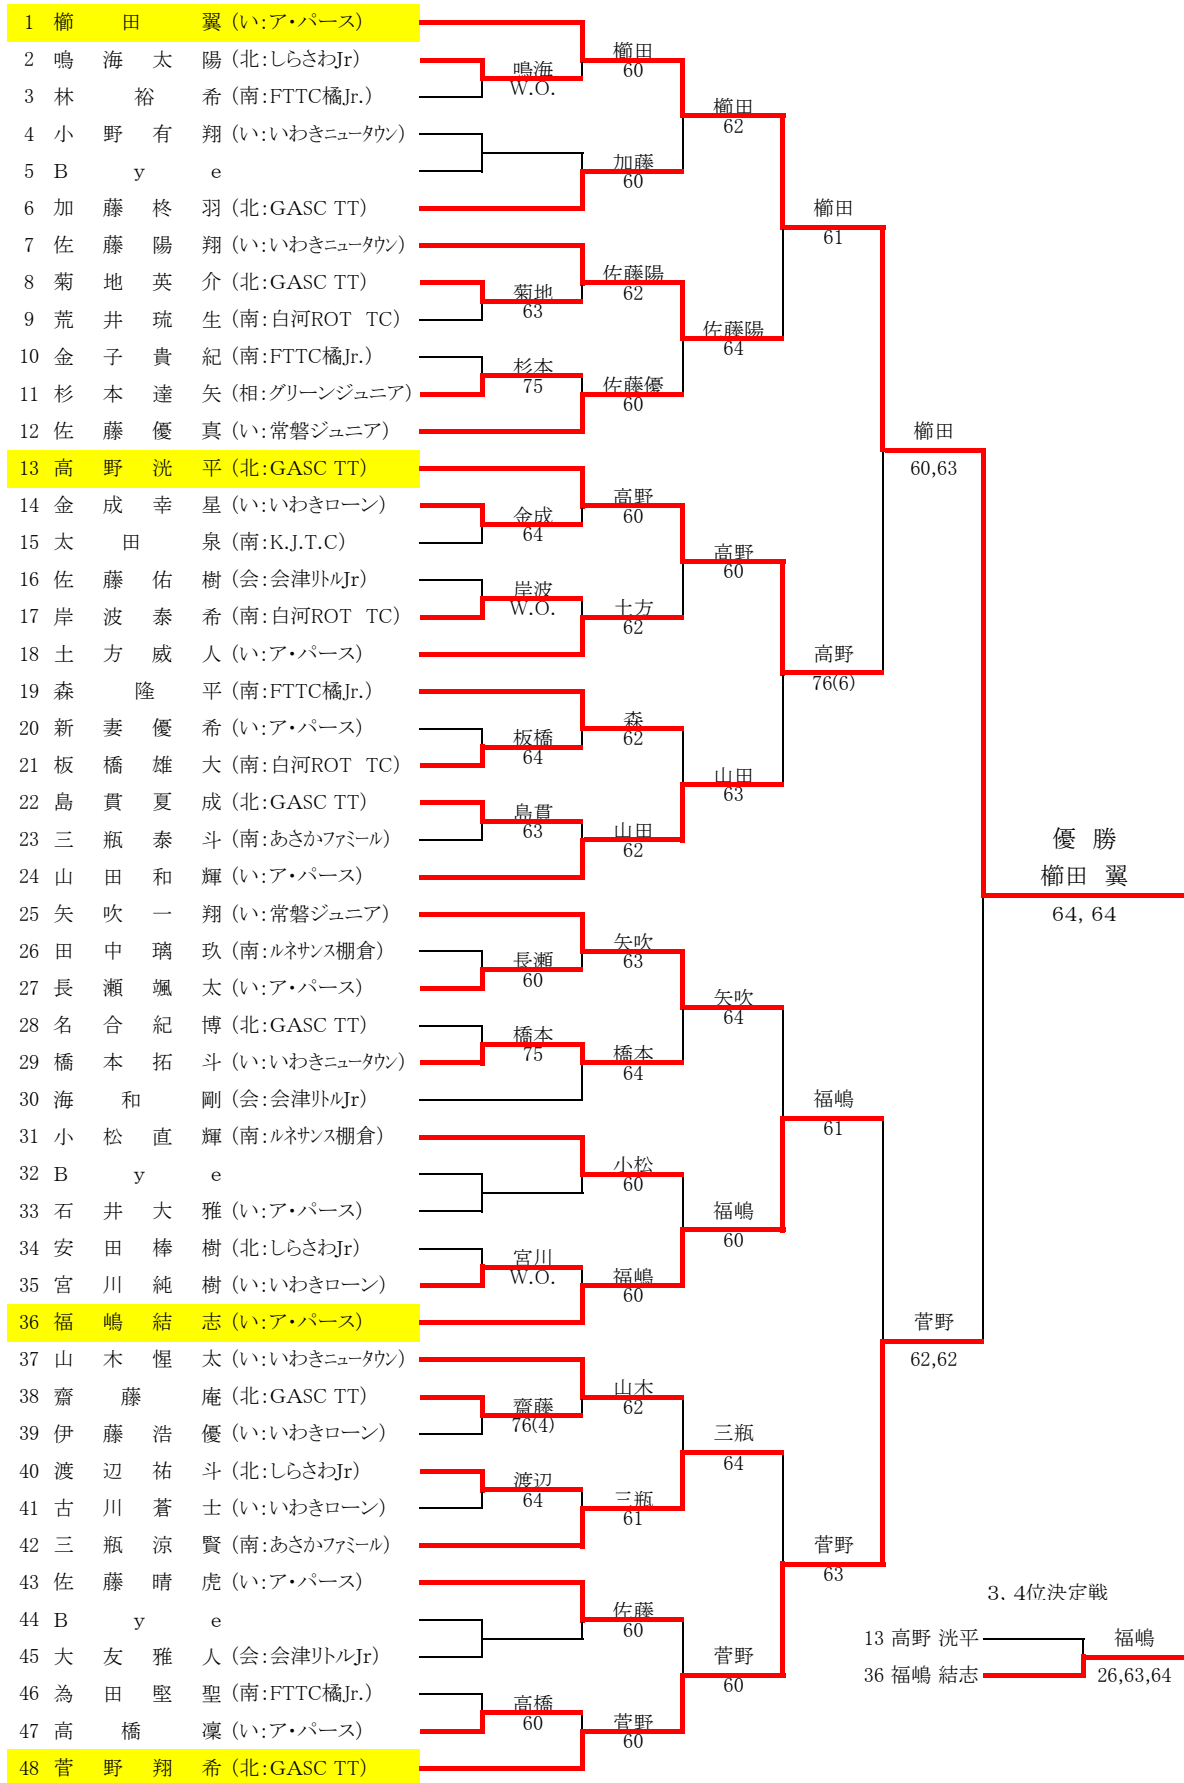 1 櫛田翼 (い:ア・パース)
2 鳴海太陽 (北:しらさわJr)
3 林裕希 (南:FTTC橘Jr.)
4 小野有翔 (い:いわきニュータウン)
5 Bye
6 加藤柊羽 (北:GASC TT)
7 佐藤陽翔 (い:いわきニュータウン)
8 菊地英介 (北:GASC TT)
9 荒井琉生 (南:白河ROT TC)
10 金子貴紀 (南:FTTC橘Jr.)
11 杉本達矢 (相:グリーンジュニア)
12 佐藤優真 (い:常磐ジュニア)
13 高野洸平 (北:GASC TT)
14 金成幸星 (い:いわきローン)
15 太田泉 (南:K.J.T.C)
16 佐藤佑樹 (会:会津リトルJr)
17 岸波泰希 (南:白河ROT TC)
18 土方威人 (い:ア・パース)
19 森隆平 (南:FTTC橘Jr.)
20 新妻優希 (い:ア・パース)
21 板橋雄大 (南:白河ROT TC)
22 島貫夏成 (北:GASC TT)
23 三瓶泰斗 (南:あさかファミール)
24 山田和輝 (い:ア・パース)
25 矢吹一翔 (い:常磐ジュニア)
26 田中璃玖 (南:ルネサンス棚倉)
27 長瀬颯太 (い:ア・パース)
28 名合紀博 (北:GASC TT)
29 橋本拓斗 (い:いわきニュータウン)
30 海和剛 (会:会津リトルJr)
31 小松直輝 (南:ルネサンス棚倉)
32 Bye
33 石井大雅 (い:ア・パース)
34 安田棒樹 (北:しらさわJr)
35 宮川純樹 (い:いわきローン)
36 福嶋結志 (い:ア・パース)
37 山木惺太 (い:いわきニュータウン)
38 齋藤庵 (北:GASC TT)
39 伊藤浩優 (い:いわきローン)
40 渡辺祐斗 (北:しらさわJr)
41 古川蒼士 (い:いわきローン)
42 三瓶涼賢 (南:あさかファミール)
43 佐藤晴虎 (い:ア・パース)
44 Bye
45 大友雅人 (会:会津リトルJr)
46 為田堅聖 (南:FTTC橘Jr.)
47 高橋凜 (い:ア・パース)
48 菅野翔希 (北:GASC TT)
鳴海
W.O.
菊地
63
杉本
75
金成
64
岸波
W.O.
板橋
64
島貫
63
長瀬
60
橋本
75
宮川
W.O.
齋藤
76(4)
渡辺
64
高橋
60
櫛田
60
加藤
60
佐藤陽
62
佐藤優
60
高野
60
土方
62
森
62
山田
62
矢吹
63
橋本
64
小松
60
福嶋
60
山木
62
三瓶
61
佐藤
60
菅野
60
櫛田
62
佐藤陽
64
高野
60
山田
63
矢吹
64
福嶋
60
三瓶
64
菅野
60
櫛田
61
高野
76(6)
福嶋
61
菅野
63
櫛田
60,63
菅野
62,62
優勝
櫛田 翼
64, 64
3, 4位決定戦
13 高野 洸平
36 福嶋 結志
福嶋
26,63,64